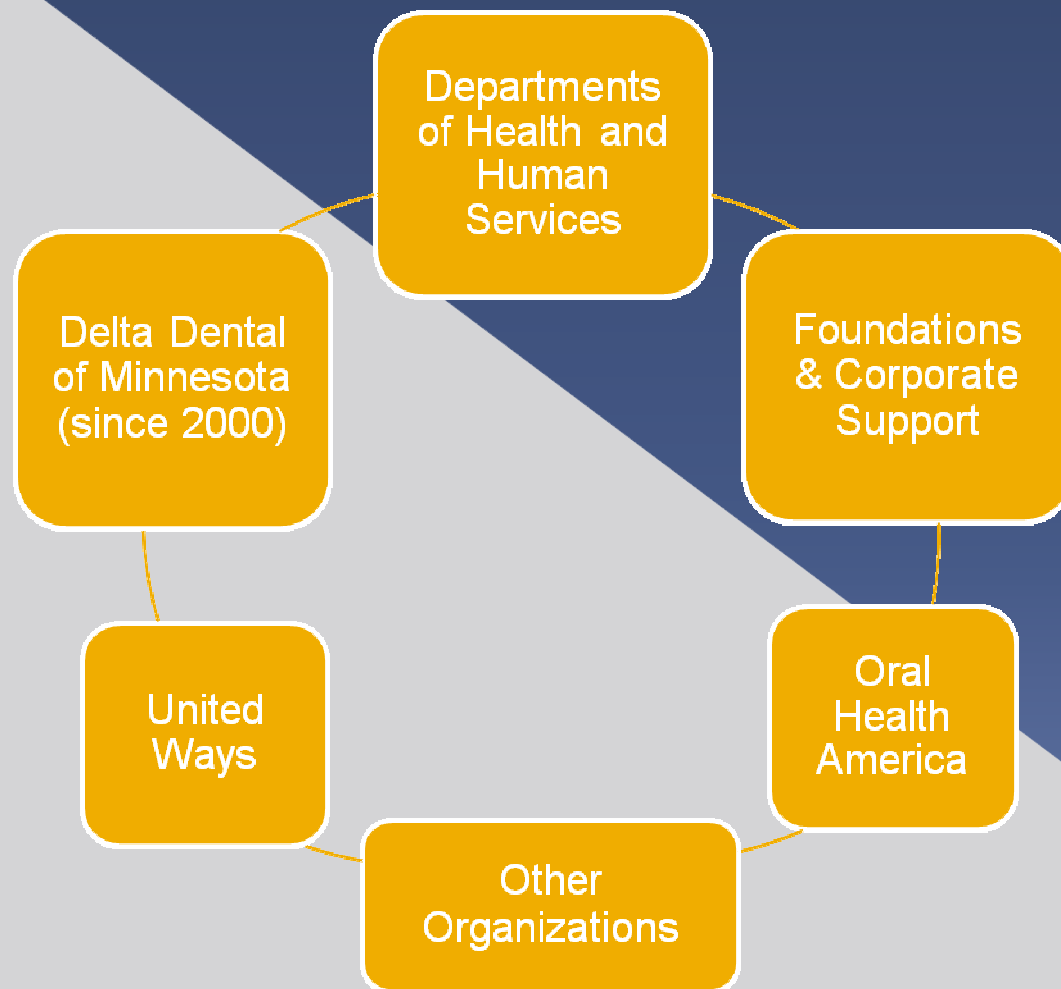 Departments
of Health and
Human
Services
Delta Dental
of Minnesota
(since 2000)
Foundations
& Corporate
Support
United
Ways
Oral
Health
America
Other
Organizations